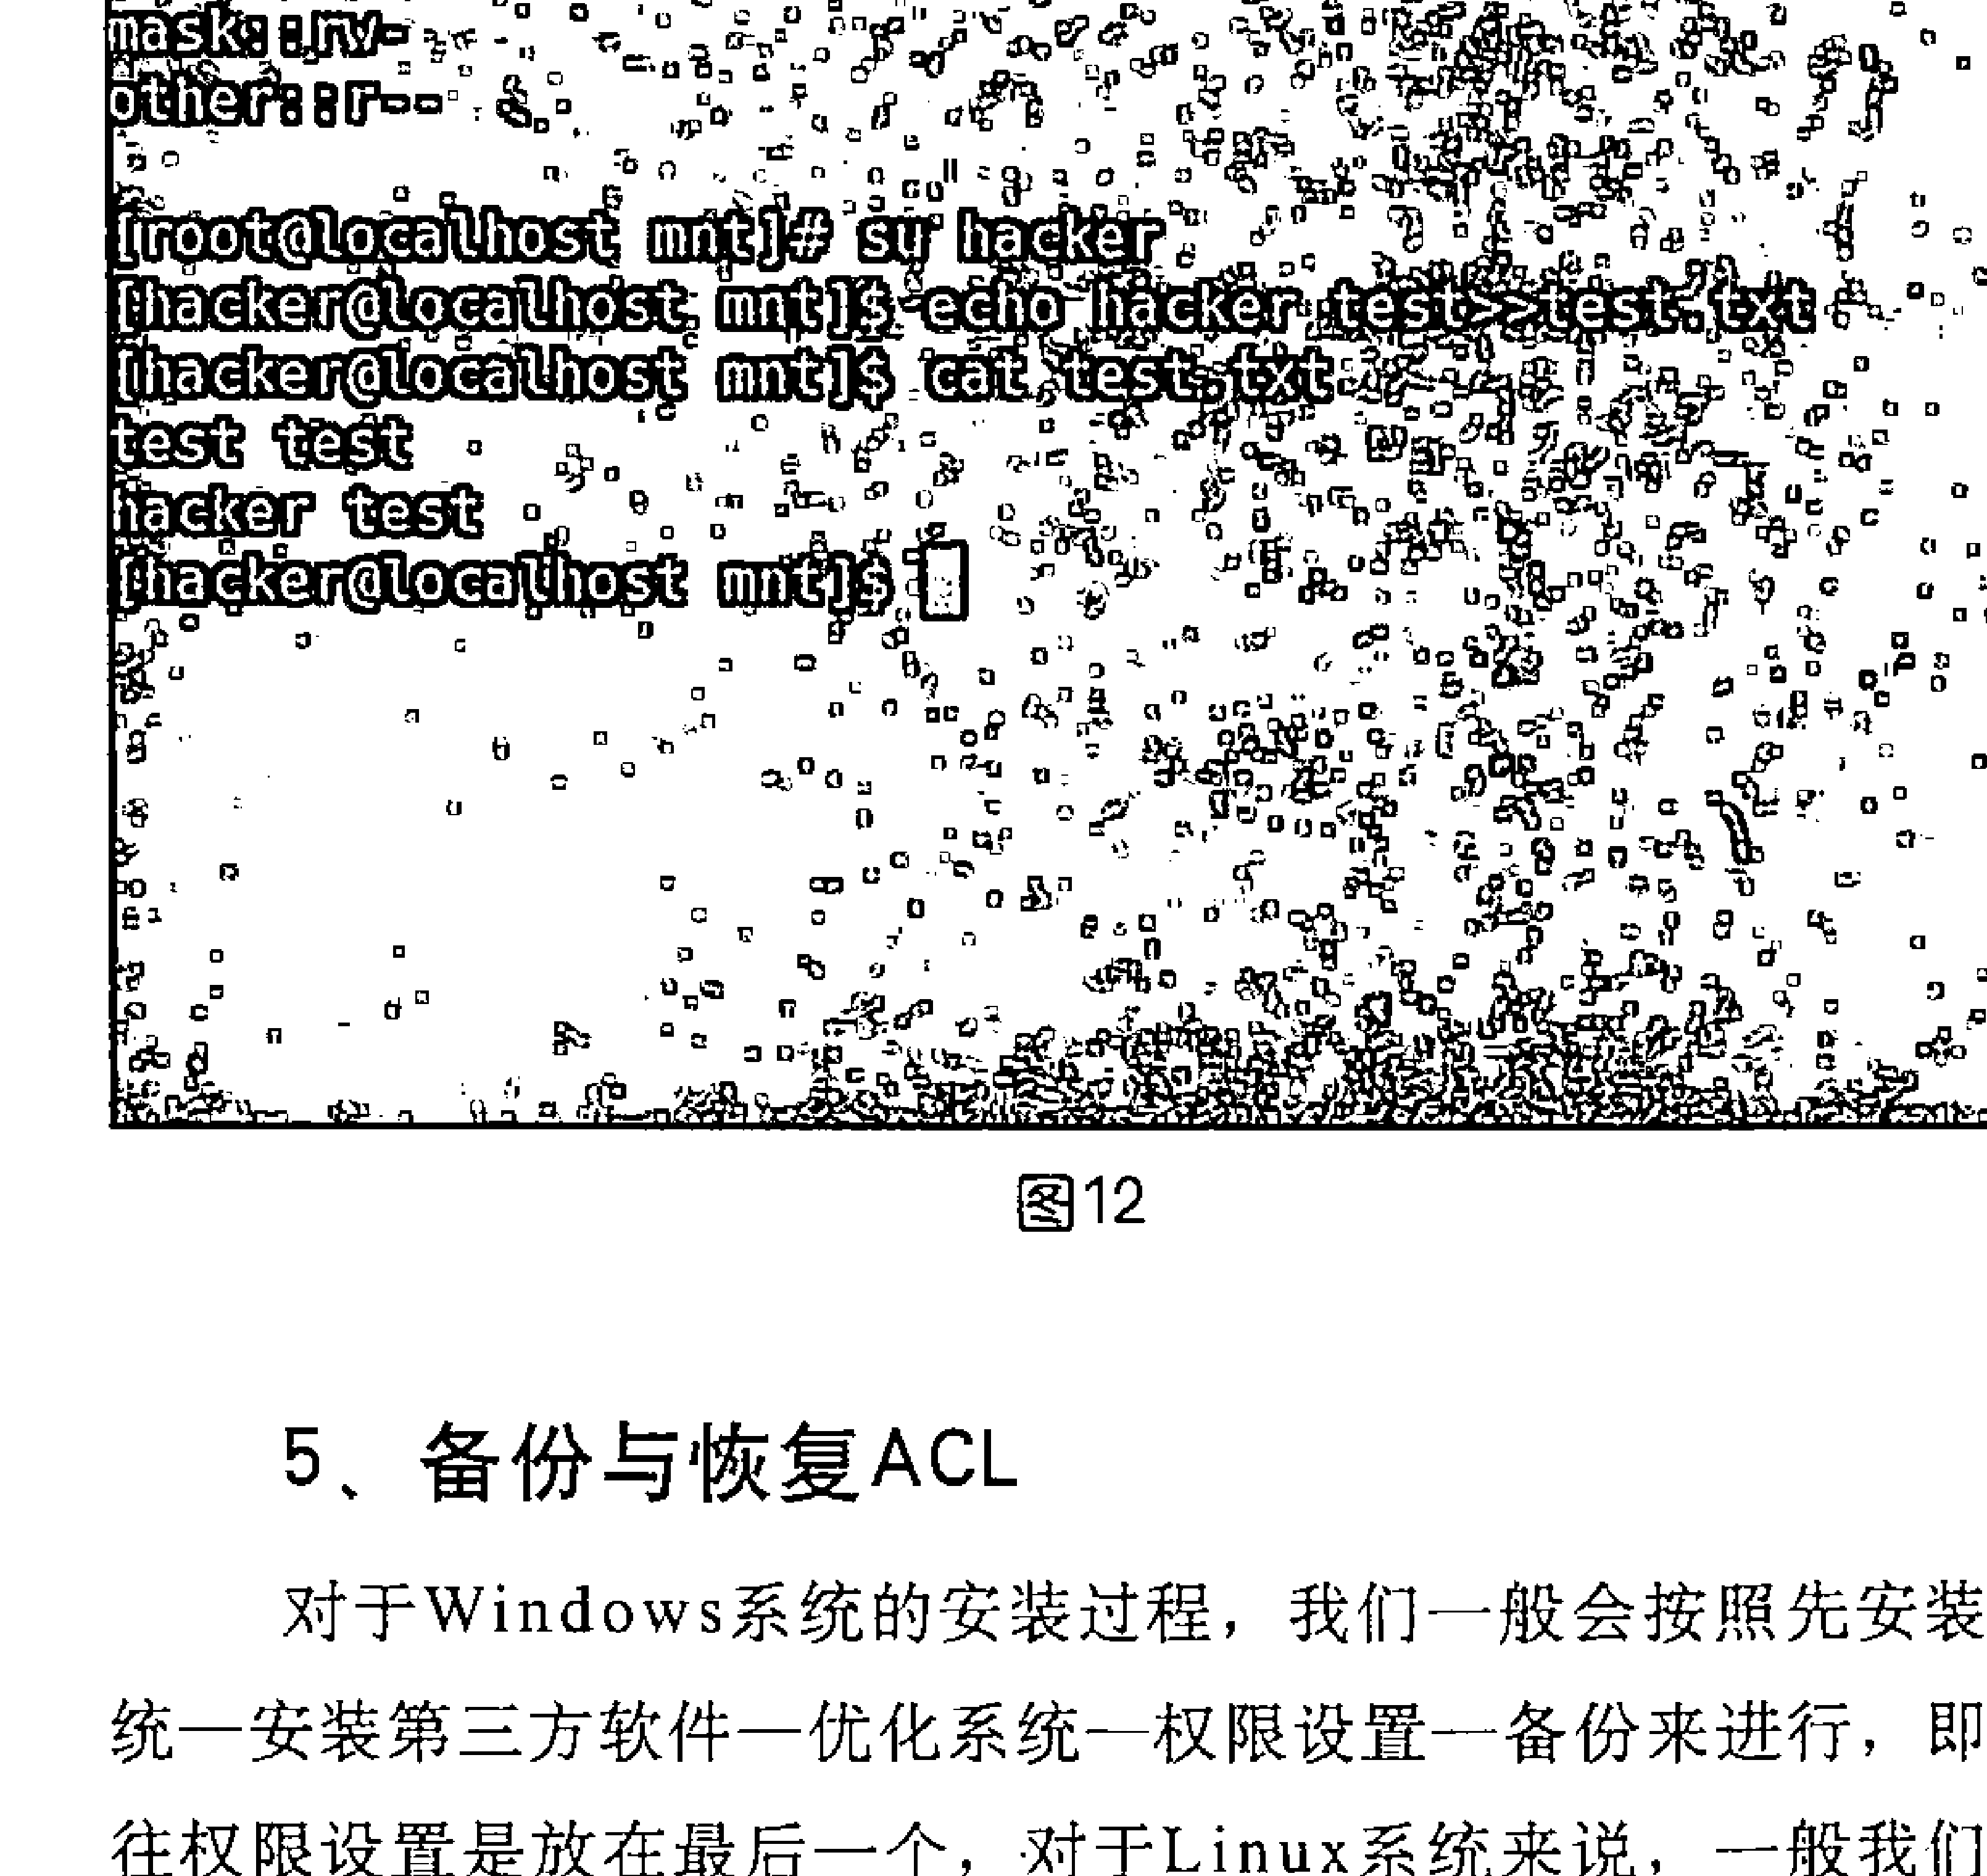 mask::rw-
other::r--
[root@localhost mnt]# su hacker
[hacker@localhost mnt]$ echo hacker test>>test.txt
[hacker@localhost mnt]$ cat test.txt
test test
hacker test
[hacker@localhost mnt]$
图12
5、备份与恢复ACL
对于Windows系统的安装过程，我们一般会按照先安装
统—安装第三方软件—优化系统—权限设置—备份来进行，即
往权限设置是放在最后一个，对于Linux系统来说，一般我们